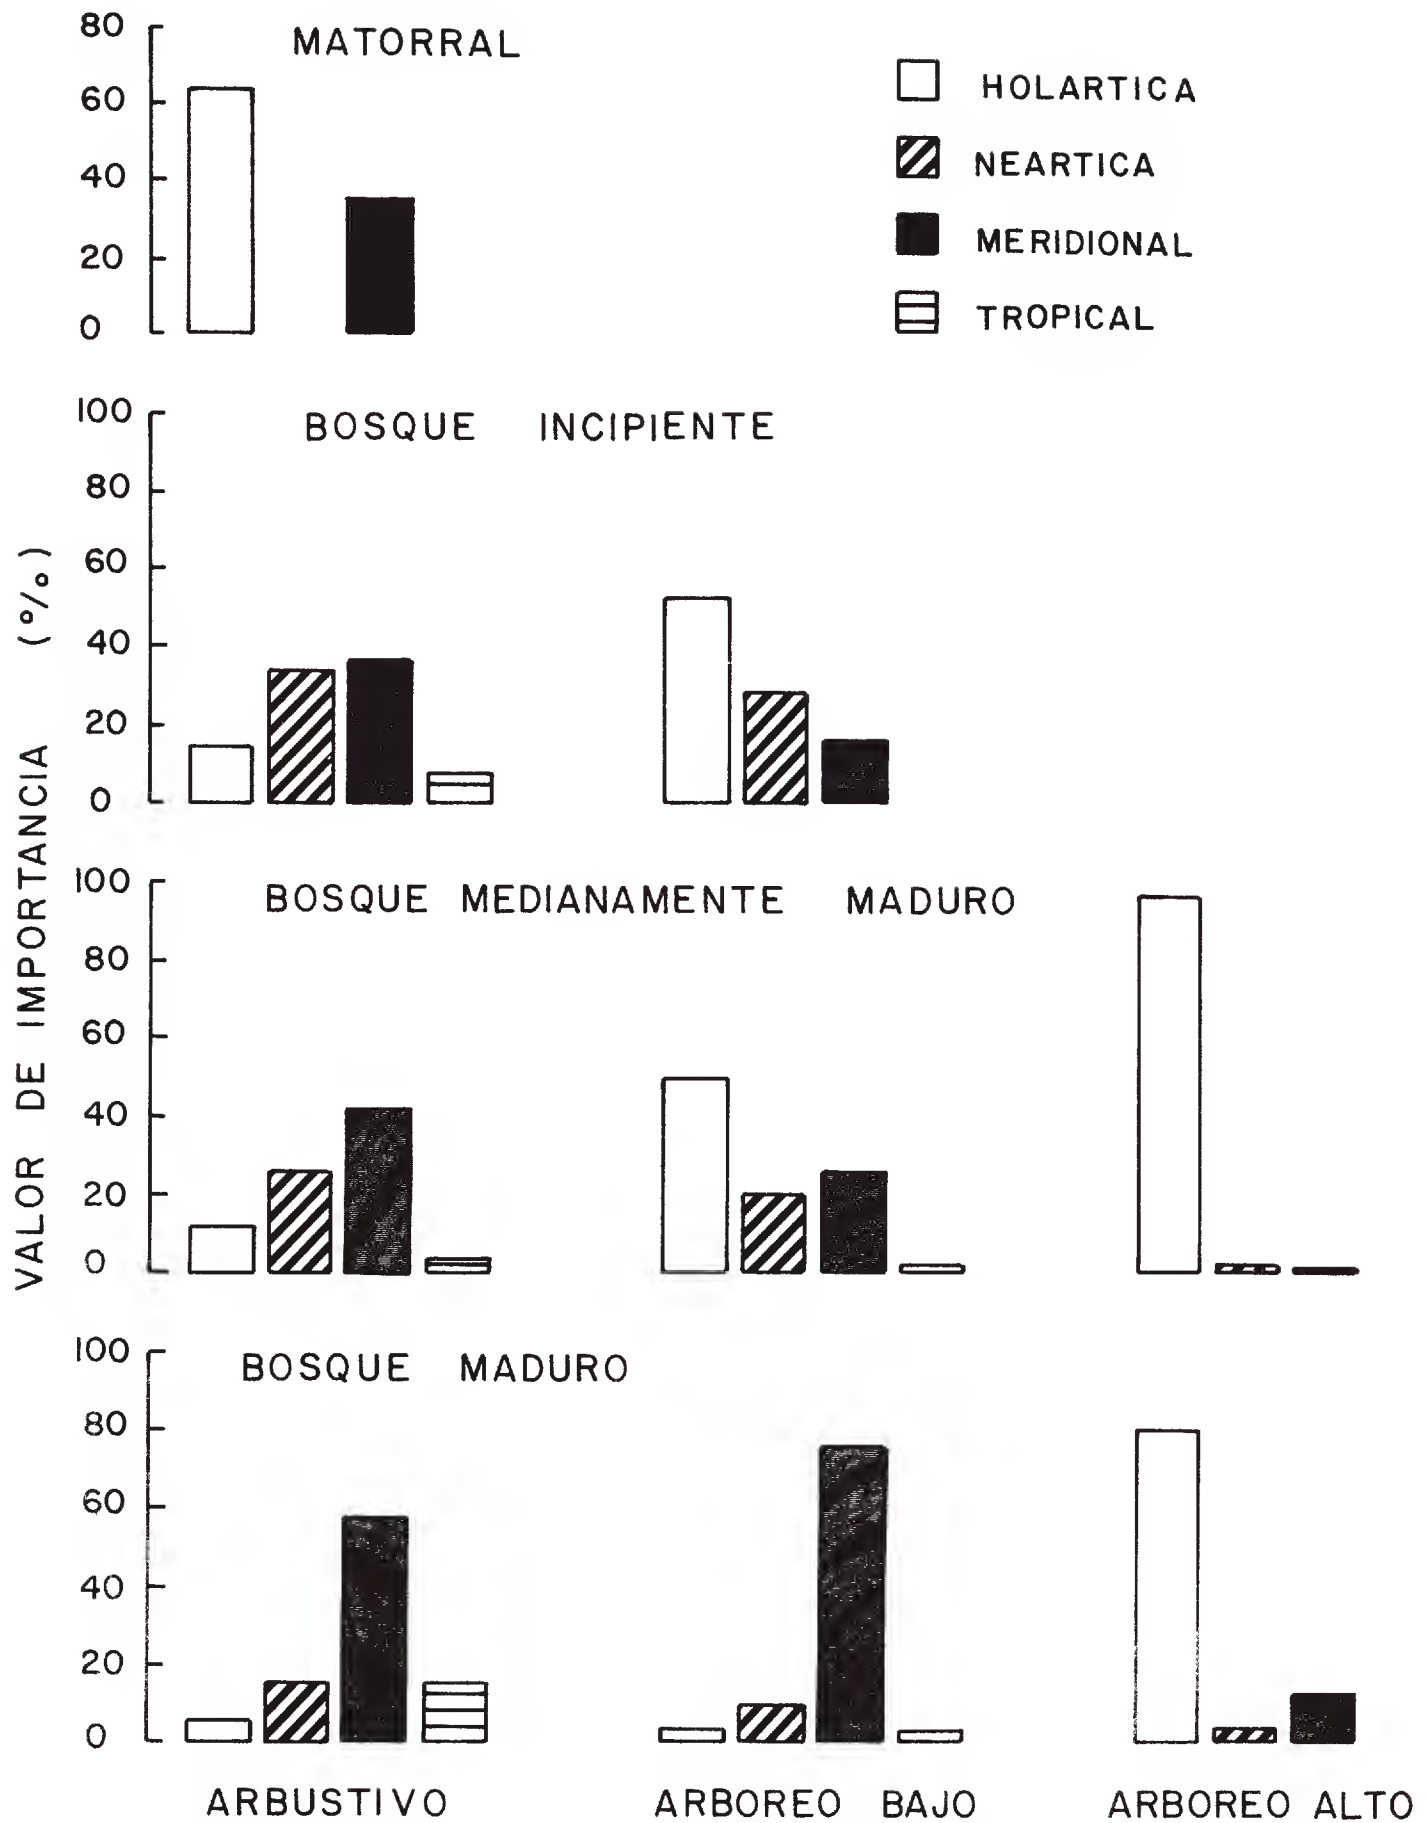 MATORRAL
80
60
40
20
0
HOLARTICA
NEARTICA
MERIDIONAL
TROPICAL
BOSQUE INCIPIENTE
100
80
60
40
20
0
VALOR DE IMPORTANCIA (%)
BOSQUE MEDIANAMENTE MADURO
100
80
60
40
20
0
BOSQUE MADURO
100
80
60
40
20
0
ARBUSTIVO
ARBOREO BAJO
ARBOREO ALTO